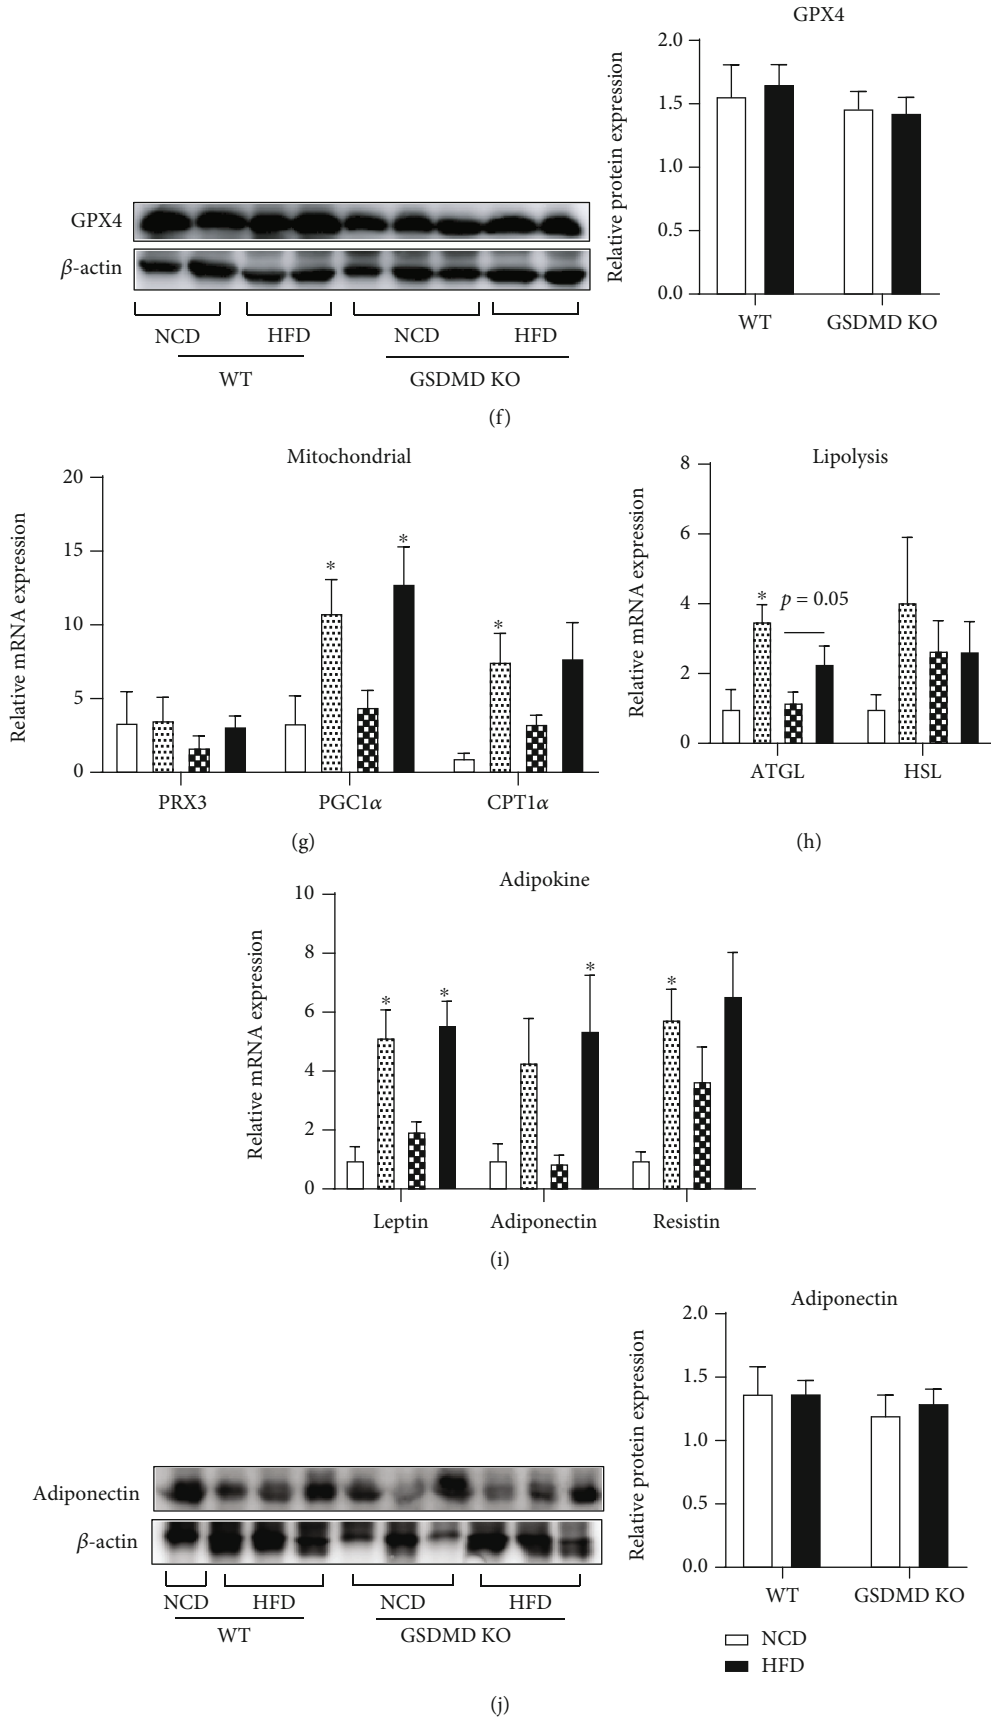 GPX4
2.0
1.5
1.0
0.5
0.0
Relative protein expression
WT
GSDMD KO
GPX4
β-actin
NCD
HFD
NCD
HFD
WT
GSDMD KO
(f)
Mitochondrial
20
15
10
5
0
Relative mRNA expression
*
*
*
PRX3
PGC1α
CPT1α
(g)
Lipolysis
8
6
4
2
0
Relative mRNA expression
*
p = 0.05
ATGL
HSL
(h)
Adipokine
10
8
6
4
2
0
Relative mRNA expression
*
*
*
*
Leptin
Adiponectin
Resistin
(i)
Adiponectin
2.0
1.5
1.0
0.5
0.0
Relative protein expression
WT
GSDMD KO
NCD
HFD
Adiponectin
β-actin
NCD
HFD
NCD
HFD
WT
GSDMD KO
(j)